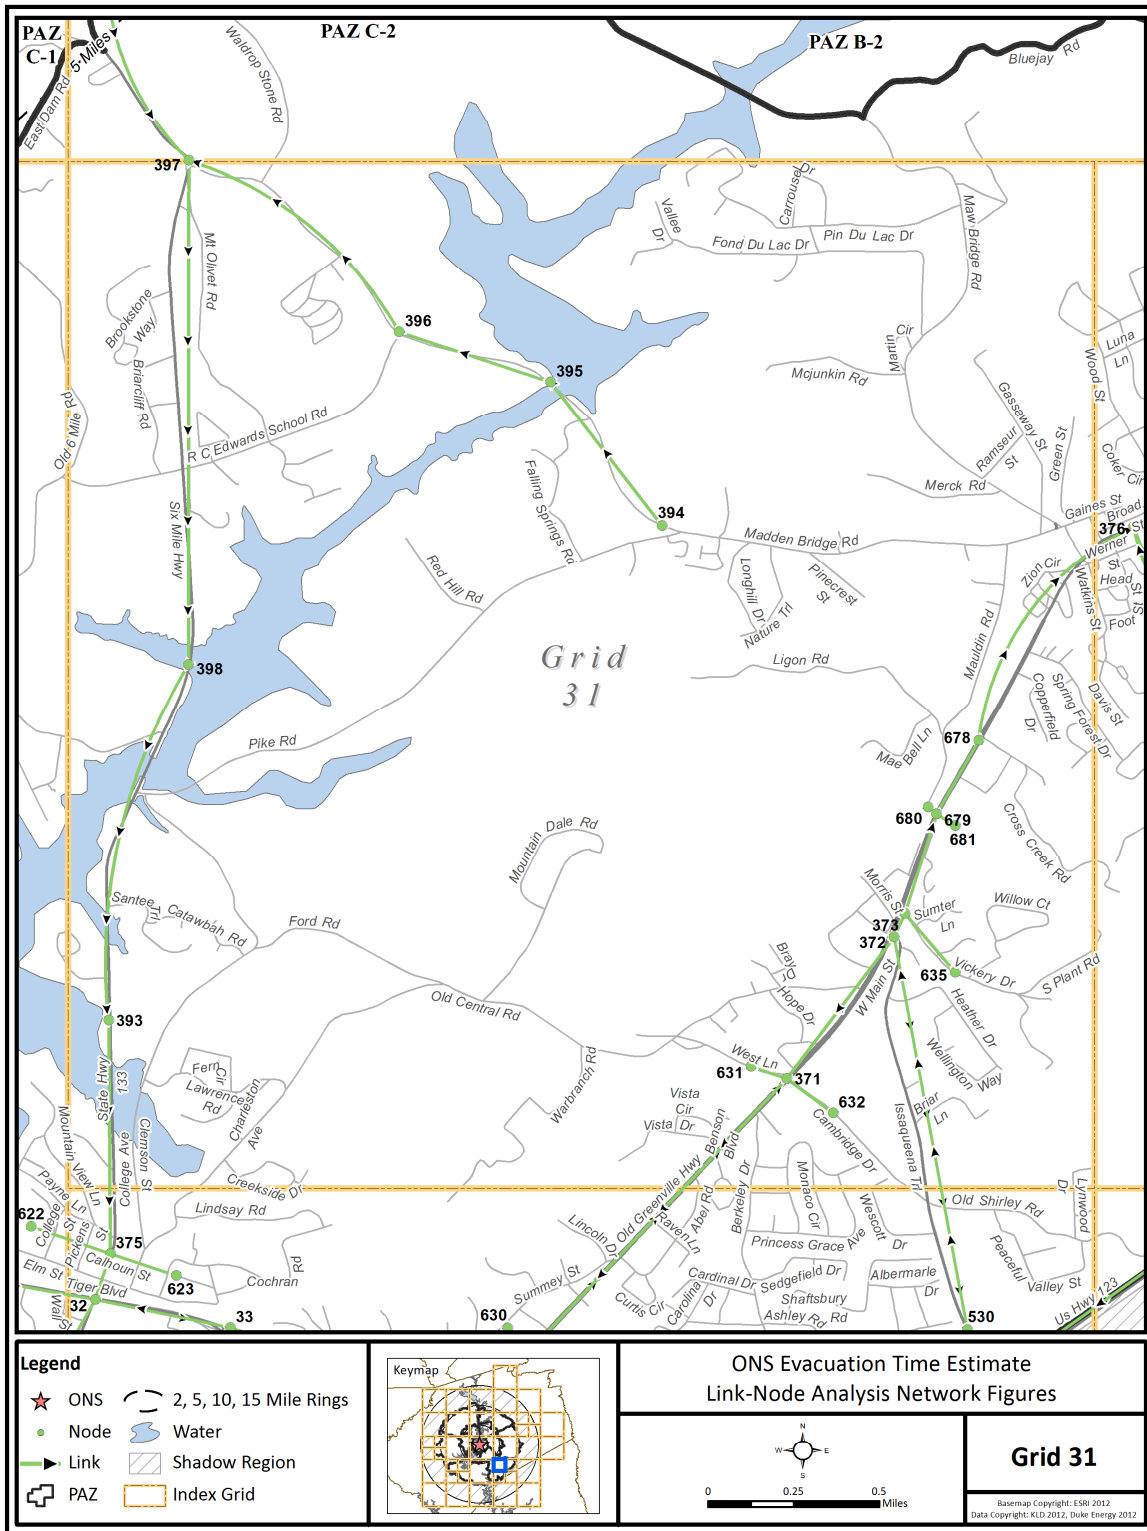 PAZ
C-1
PAZ C-2
PAZ B-2
5-Miles
East Dam Rd
Waldrop Stone Rd
Bluejay Rd
397
Mt Olivet Rd
Vallee Dr
Carrousel Dr
Fond Du Lac Dr
Pin Du Lac Dr
Maw Bridge Rd
Brookstone Way
Briarcliff Rd
396
395
Martin Cir
Mcjunkin Rd
Luna Ln
Wood St
Old 6 Mile Rd
R C Edwards School Rd
Gasseway St
Ramseur St
Green St
Coker Cir
Falling Springs Rd
Merck Rd
Gaines St
Broad St
Six Mile Hwy
394
Madden Bridge Rd
376
Werner St
Red Hill Rd
Longhill Dr
Pinecrest St
Nature Trl
Zion Cir
Watkins St
Head St
Foot St
Mauldin Rd
Grid
31
398
Ligon Rd
Copperfield Dr
Spring Forest Dr
Davis St
Pike Rd
Mae Bell Ln
678
680
679
681
Cross Creek Rd
Mountain Dale Rd
Santee Trl
Catawbah Rd
Ford Rd
Morris St
Sumter Ln
Willow Ct
373
372
635
Vickery Dr
S Plant Rd
Bray Dr
Hope Dr
W Main St
Heather Dr
Old Central Rd
393
State Hwy 133
Fern Cir
Lawrence Rd
Charleston Ave
Warbranch Rd
West Ln
631
371
632
Wellington Way
Briar Ln
Vista Cir
Vista Dr
Benson Blvd
Cambridge Dr
Issaqueena Trl
Mountain View Ln
College Ave
Clemson St
Creekside Dr
Lindsay Rd
Payne Ln
622
College St
Pickens St
375
Calhoun St
Elm St
Tiger Blvd
623
Cochran Rd
32
Wall St
33
Old Greenville Hwy
Abel Rd
Raven Ln
Berkeley Dr
Monaco Cir
Wescott Dr
Old Shirley Rd
Lynwood Dr
Lincoln Dr
Princess Grace Ave
Peaceful Valley St
Summey St
Cardinal Dr
Sedgefield Dr
Albermarle Dr
Curtis Cir
Carolina Dr
Shaftsbury Rd
Ashley Rd
630
530
Us Hwy 123
Legend
ONS
2, 5, 10, 15 Mile Rings
Node
Water
Link
Shadow Region
PAZ
Index Grid
Keymap
ONS Evacuation Time Estimate
Link-Node Analysis Network Figures
N
W E
S
0 0.25 0.5
Miles
Grid 31
Basemap Copyright: ESRI 2012
Data Copyright: KLD 2012, Duke Energy 2012